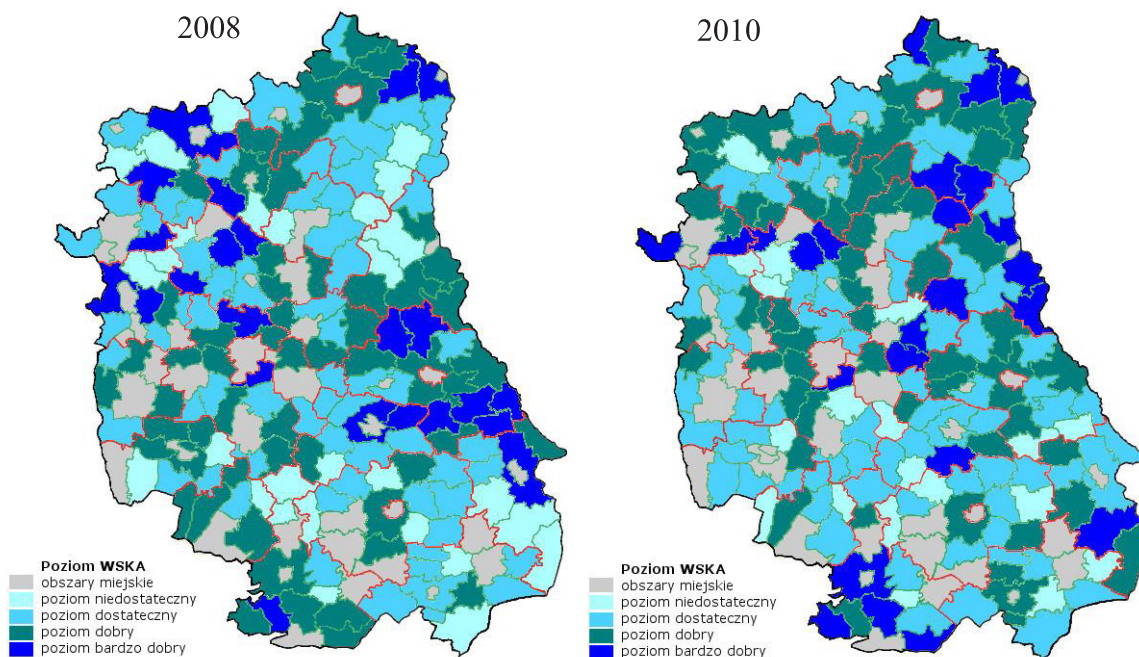 2008
2010
Poziom WSKA
obszary miejskie
poziom niedostateczny
poziom dostateczny
poziom dobry
poziom bardzo dobry
Poziom WSKA
obszary miejskie
poziom niedostateczny
poziom dostateczny
poziom dobry
poziom bardzo dobry